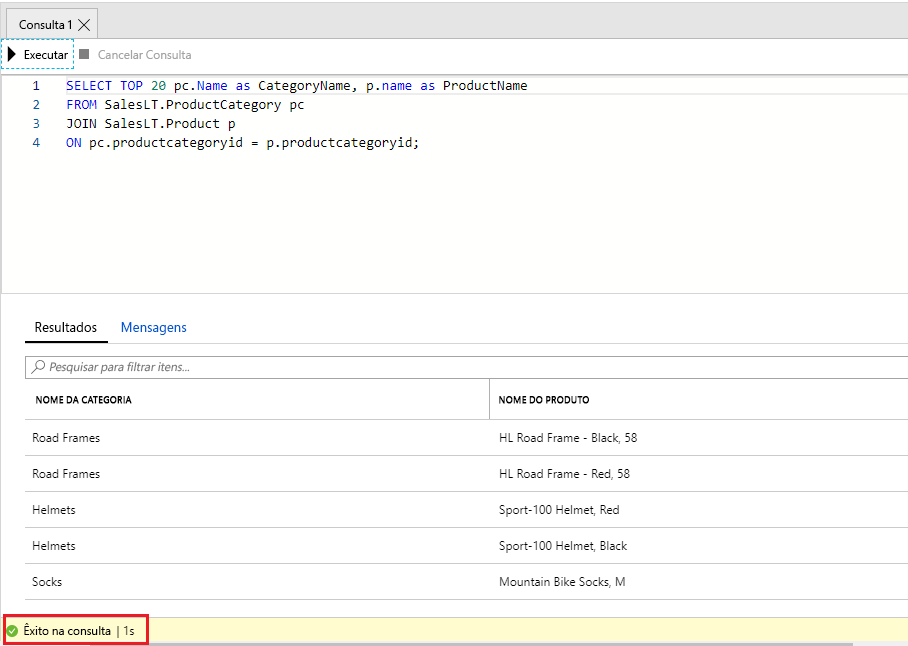 Consulta 1
Executar Cancelar Consulta
1 SELECT TOP 20 pc.Name as CategoryName, p.name as ProductName
2 FROM SalesLT.ProductCategory pc
3 JOIN SalesLT.Product p
4 ON pc.productcategoryid = p.productcategoryid;
Resultados Mensagens
Pesquisar para filtrar itens...
NOME DA CATEGORIA NOME DO PRODUTO
Road Frames HL Road Frame - Black, 58
Road Frames HL Road Frame - Red, 58
Helmets Sport-100 Helmet, Red
Helmets Sport-100 Helmet, Black
Socks Mountain Bike Socks, M
Êxito na consulta | 1s